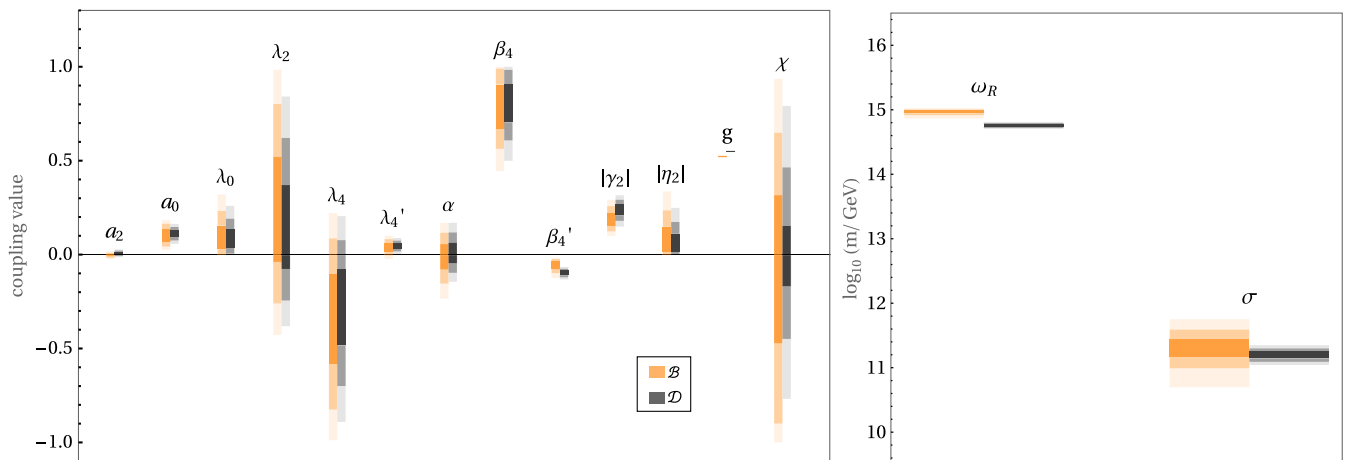 coupling value
1.0
0.5
0.0
−0.5
−1.0
a₂
a₀
λ₀
λ₂
λ₄
λ₄'
α
β₄
β₄'
|γ₂|
|η₂|
g
χ
ℬ
𝒟
log₁₀ (m/ GeV)
16
15
14
13
12
11
10
ω_R
σ